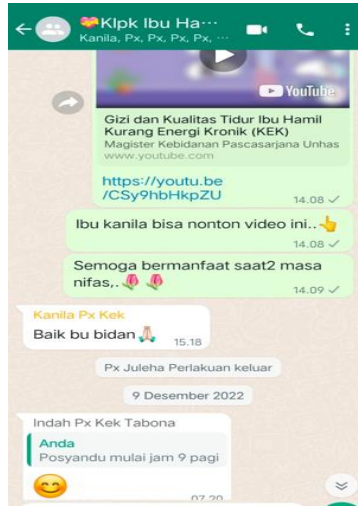 Klpk Ibu Ha...
Kanila, Px, Px, Px, Px, ...
YouTube
Gizi dan Kualitas Tidur Ibu Hamil
Kurang Energi Kronik (KEK)
Magister Kebidanan Pascasarjana Unhas
www.youtube.com
https://youtu.be
/CSy9hbHkpZU
14.08
Ibu kanila bisa nonton video ini..👆
14.08
Semoga bermanfaat saat2 masa
nifas,.🌷🌷
14.09
Kanila Px Kek
Baik bu bidan🙏
15.18
Px Juleha Perlakuan keluar
9 Desember 2022
Indah Px Kek Tabona
Anda
Posyandu mulai jam 9 pagi
😊
07.20